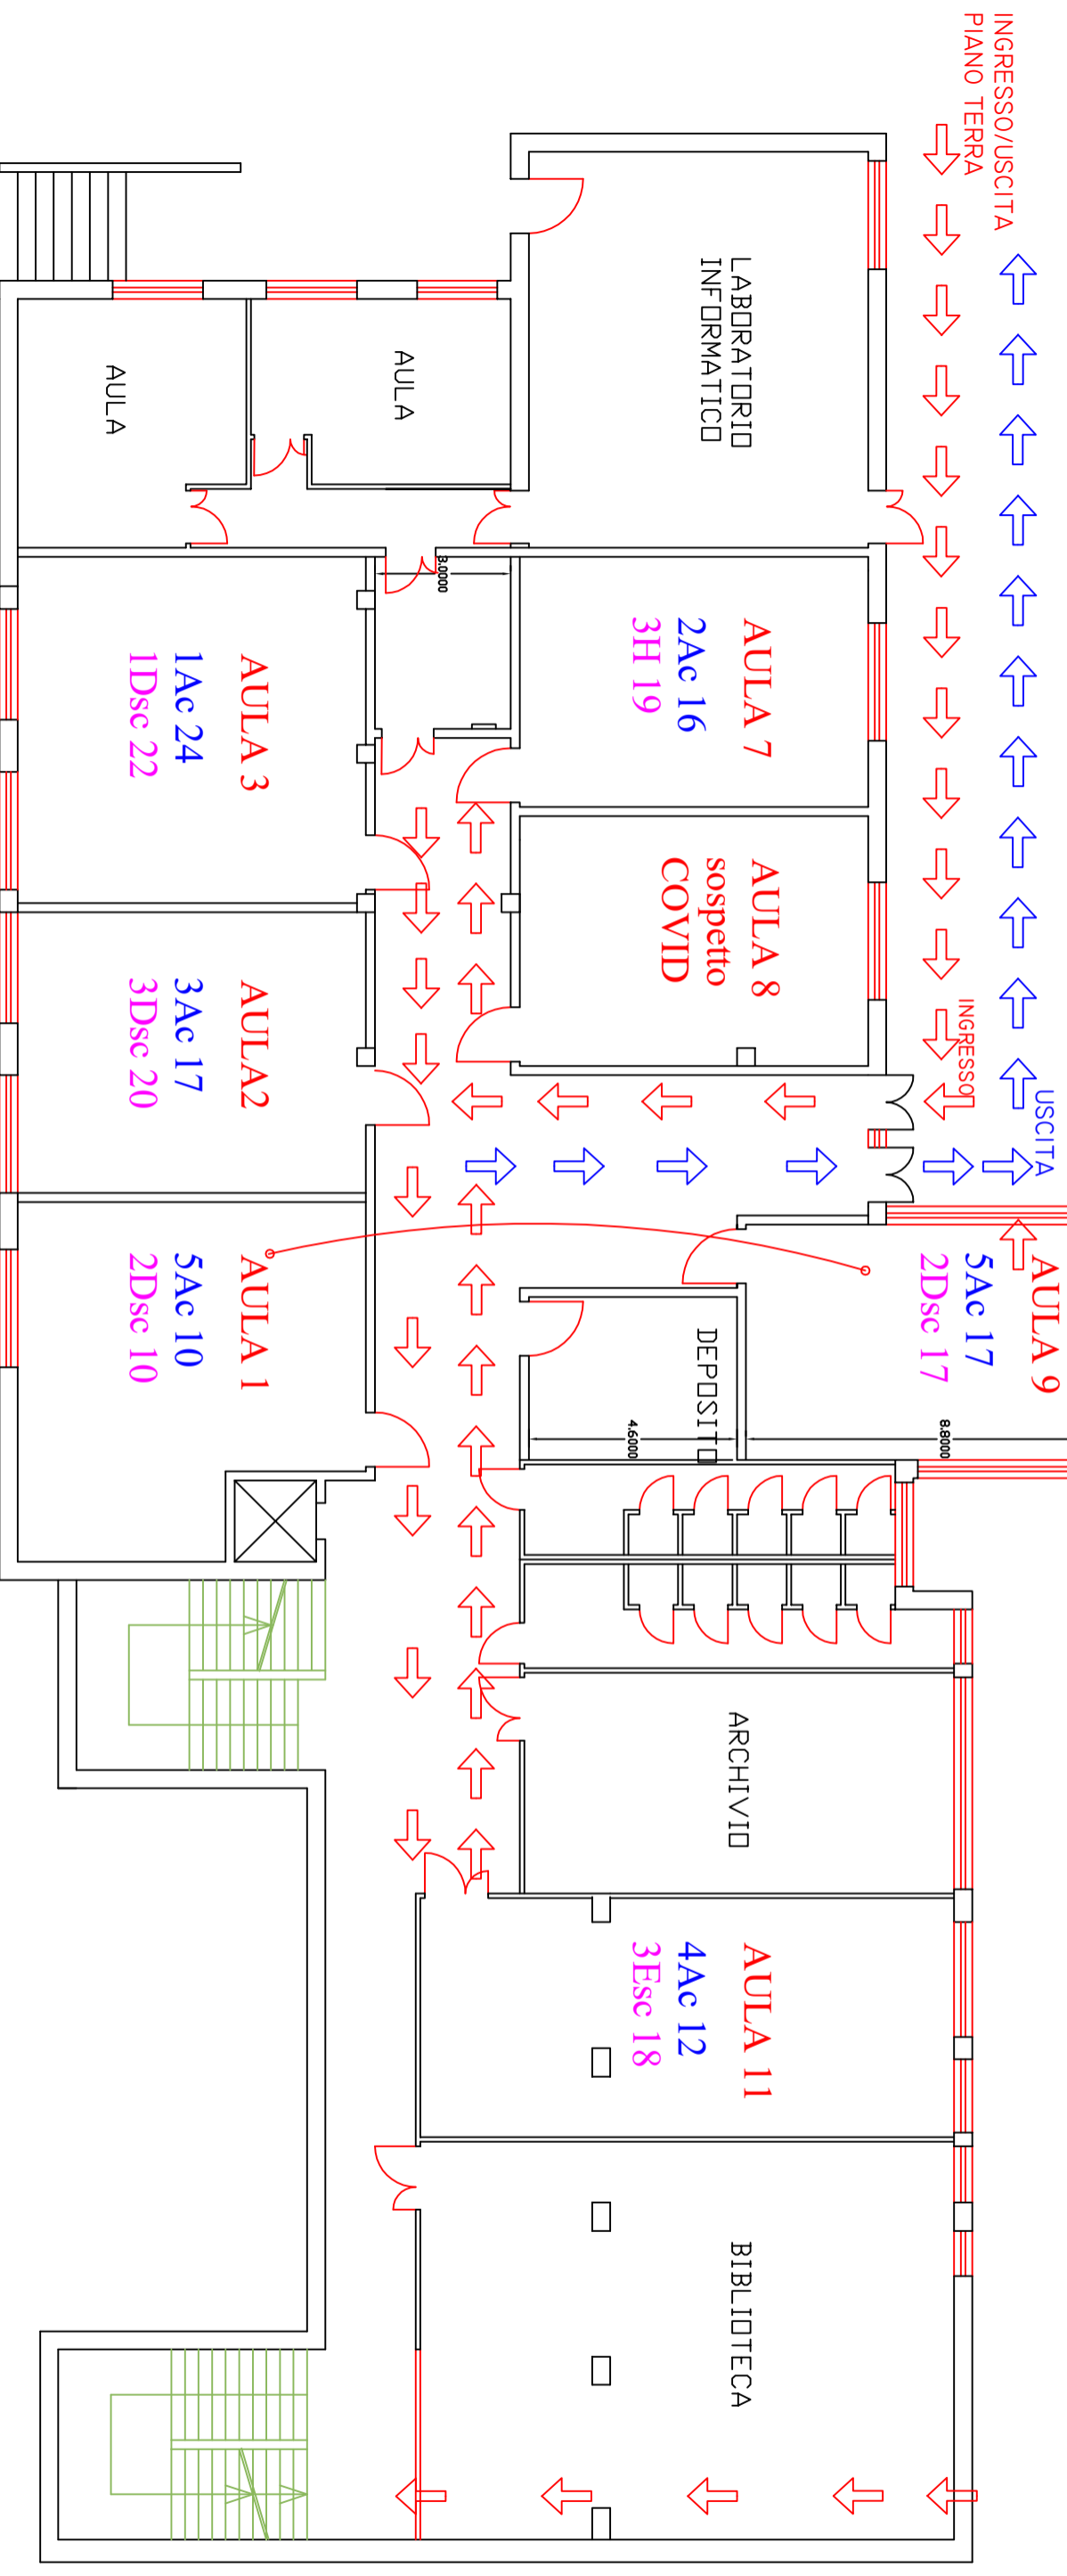 INGRESSO/USCITA
PIANO TERRA
LABORATORIO
INFORMATICO
AULA
AULA
3.0000
AULA 7
2Ac 16
3H 19
AULA 3
1Ac 24
1Dsc 22
AULA 8
sospetto
COVID
AULA2
3Ac 17
3Dsc 20
INGRESSO
USCITA
AULA 9
5Ac 17
2Dsc 17
AULA 1
5Ac 10
2Dsc 10
DEPOSITO
4.6000
8.8000
ARCHIVIO
AULA 11
4Ac 12
3Esc 18
BIBLIOTECA